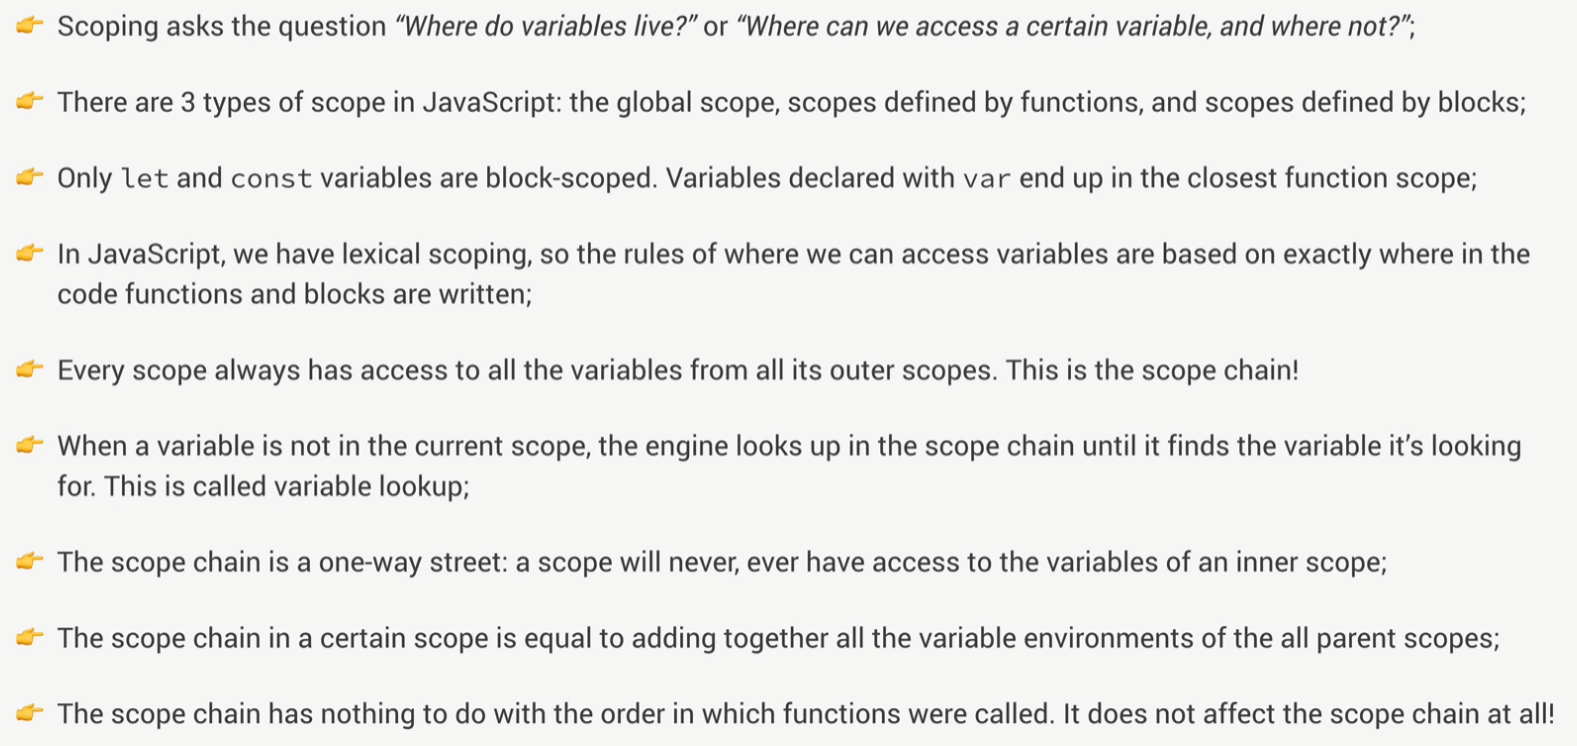 👉 Scoping asks the question “Where do variables live?” or “Where can we access a certain variable, and where not?”;
👉 There are 3 types of scope in JavaScript: the global scope, scopes defined by functions, and scopes defined by blocks;
👉 Only let and const variables are block-scoped. Variables declared with var end up in the closest function scope;
👉 In JavaScript, we have lexical scoping, so the rules of where we can access variables are based on exactly where in the
code functions and blocks are written;
👉 Every scope always has access to all the variables from all its outer scopes. This is the scope chain!
👉 When a variable is not in the current scope, the engine looks up in the scope chain until it finds the variable it’s looking
for. This is called variable lookup;
👉 The scope chain is a one-way street: a scope will never, ever have access to the variables of an inner scope;
👉 The scope chain in a certain scope is equal to adding together all the variable environments of the all parent scopes;
👉 The scope chain has nothing to do with the order in which functions were called. It does not affect the scope chain at all!